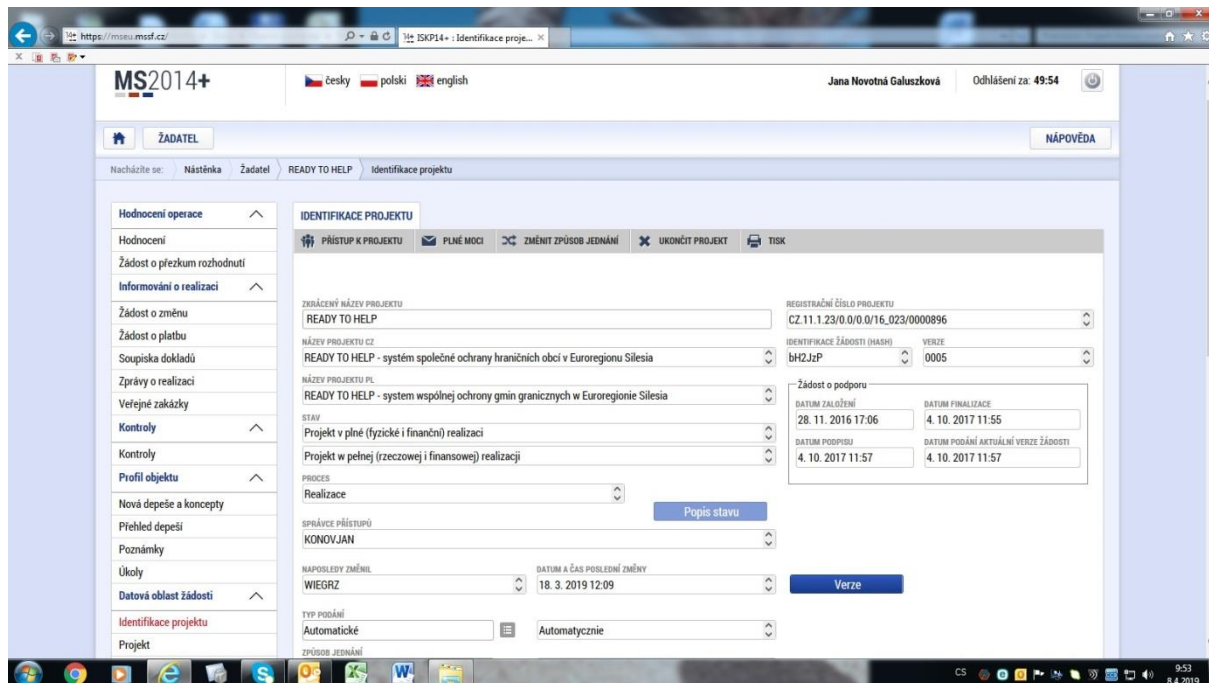 https://mseu.mssf.cz/
ISKP14+ : Identifikace proje...
MS2014+
česky polski english
Jana Novotná Galuszková
Odhlášení za: 49:54
ŽADATEL
NÁPOVĚDA
Nacházíte se: Nástěnka Žadatel READY TO HELP Identifikace projektu
Hodnocení operace
Hodnocení
Žádost o přezkum rozhodnutí
Informování o realizaci
Žádost o změnu
Žádost o platbu
Soupiska dokladů
Zprávy o realizaci
Veřejné zakázky
Kontroly
Kontroly
Profil objektu
Nová depeše a koncepty
Přehled depeší
Poznámky
Úkoly
Datová oblast žádosti
Identifikace projektu
Projekt
IDENTIFIKACE PROJEKTU
PŘÍSTUP K PROJEKTU PLNÉ MOCI ZMĚNIT ZPŮSOB JEDNÁNÍ UKONČIT PROJEKT TISK
ZKRÁCENÝ NÁZEV PROJEKTU
READY TO HELP
NÁZEV PROJEKTU CZ
READY TO HELP - systém společné ochrany hraničních obcí v Euroregionu Silesia
NÁZEV PROJEKTU PL
READY TO HELP - system wspólnej ochrony gmin granicznych w Euroregionie Silesia
STAV
Projekt v plné (fyzické i finanční) realizaci
Projekt w pełnej (rzeczowej i finansowej) realizacji
PROCES
Realizace
Popis stavu
SPRÁVCE PŘÍSTUPŮ
KONOVJAN
NAPOSLEDY ZMĚNIL
WIEGRZ
DATUM A ČAS POSLEDNÍ ZMĚNY
18. 3. 2019 12:09
Verze
TYP PODÁNÍ
Automatické
Automatycznie
ZPŮSOB JEDNÁNÍ
REGISTRAČNÍ ČÍSLO PROJEKTU
CZ.11.1.23/0.0/0.0/16_023/0000896
IDENTIFIKACE ŽÁDOSTI (HASH)
bH2JzP
VERZE
0005
Žádost o podporu
DATUM ZALOŽENÍ
28. 11. 2016 17:06
DATUM FINALIZACE
4. 10. 2017 11:55
DATUM PODPISU
4. 10. 2017 11:57
DATUM PODÁNÍ AKTUÁLNÍ VERZE ŽÁDOSTI
4. 10. 2017 11:57
CS
9:53
8.4.2019